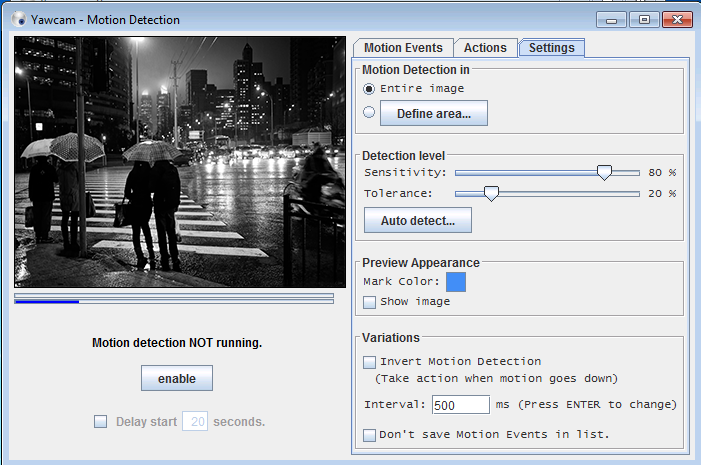 Yawcam - Motion Detection
Motion Events
Actions
Settings
Motion Detection in
Entire image
Define area...
Detection level
Sensitivity: 80 %
Tolerance: 20 %
Auto detect...
Preview Appearance
Mark Color:
Show image
Motion detection NOT running.
enable
Delay start 20 seconds.
Variations
Invert Motion Detection
(Take action when motion goes down)
Interval: 500 ms (Press ENTER to change)
Don't save Motion Events in list.